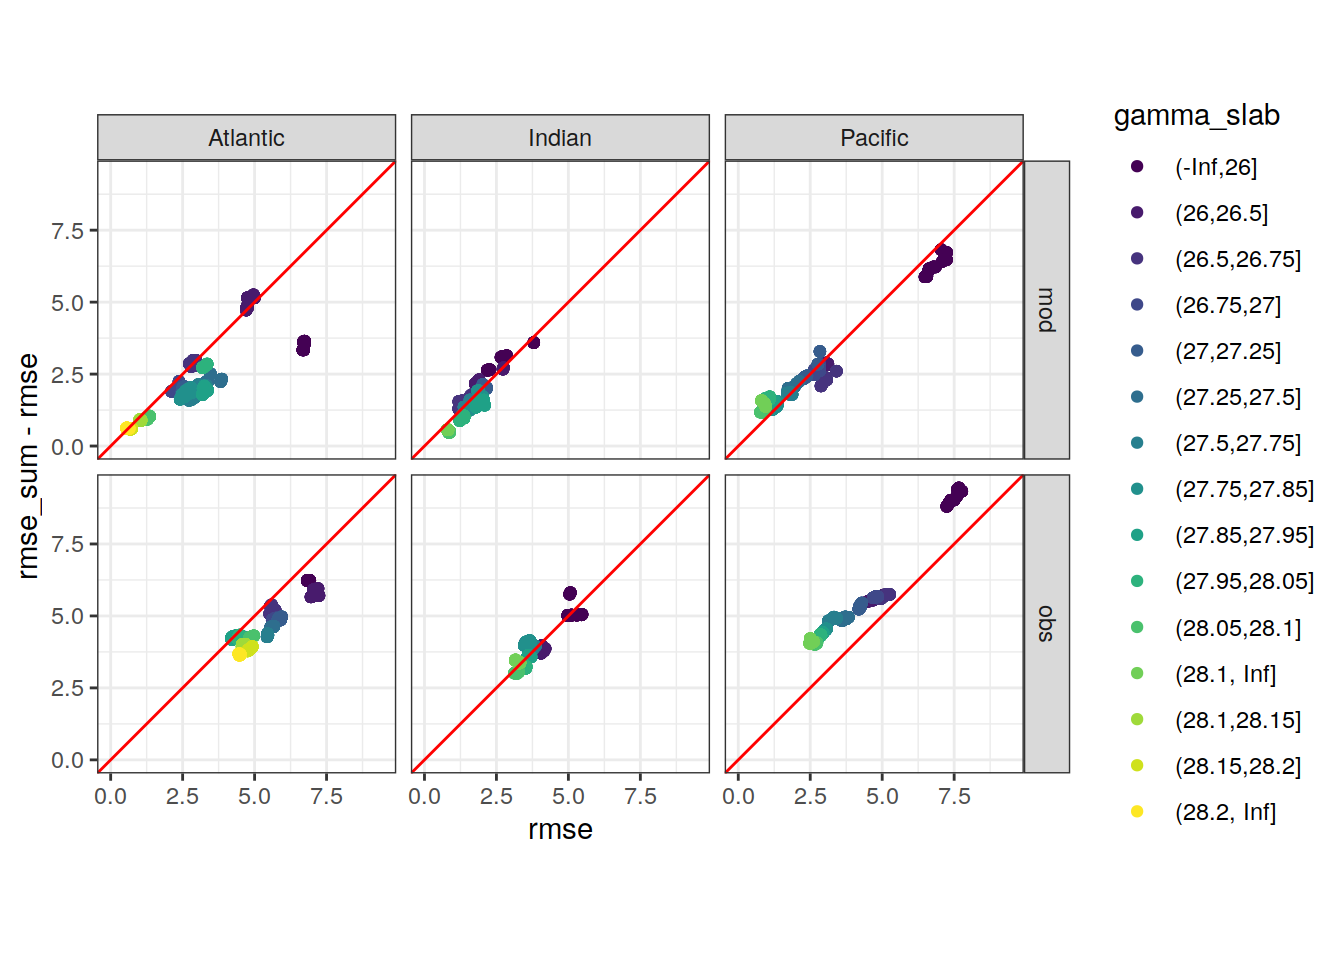 Atlantic
Indian
Pacific
mod
obs
7.5
5.0
2.5
0.0
7.5
5.0
2.5
0.0
rmse_sum - rmse
0.0 2.5 5.0 7.5
0.0 2.5 5.0 7.5
0.0 2.5 5.0 7.5
rmse
gamma_slab
(-Inf,26]
(26,26.5]
(26.5,26.75]
(26.75,27]
(27,27.25]
(27.25,27.5]
(27.5,27.75]
(27.75,27.85]
(27.85,27.95]
(27.95,28.05]
(28.05,28.1]
(28.1, Inf]
(28.1,28.15]
(28.15,28.2]
(28.2, Inf]